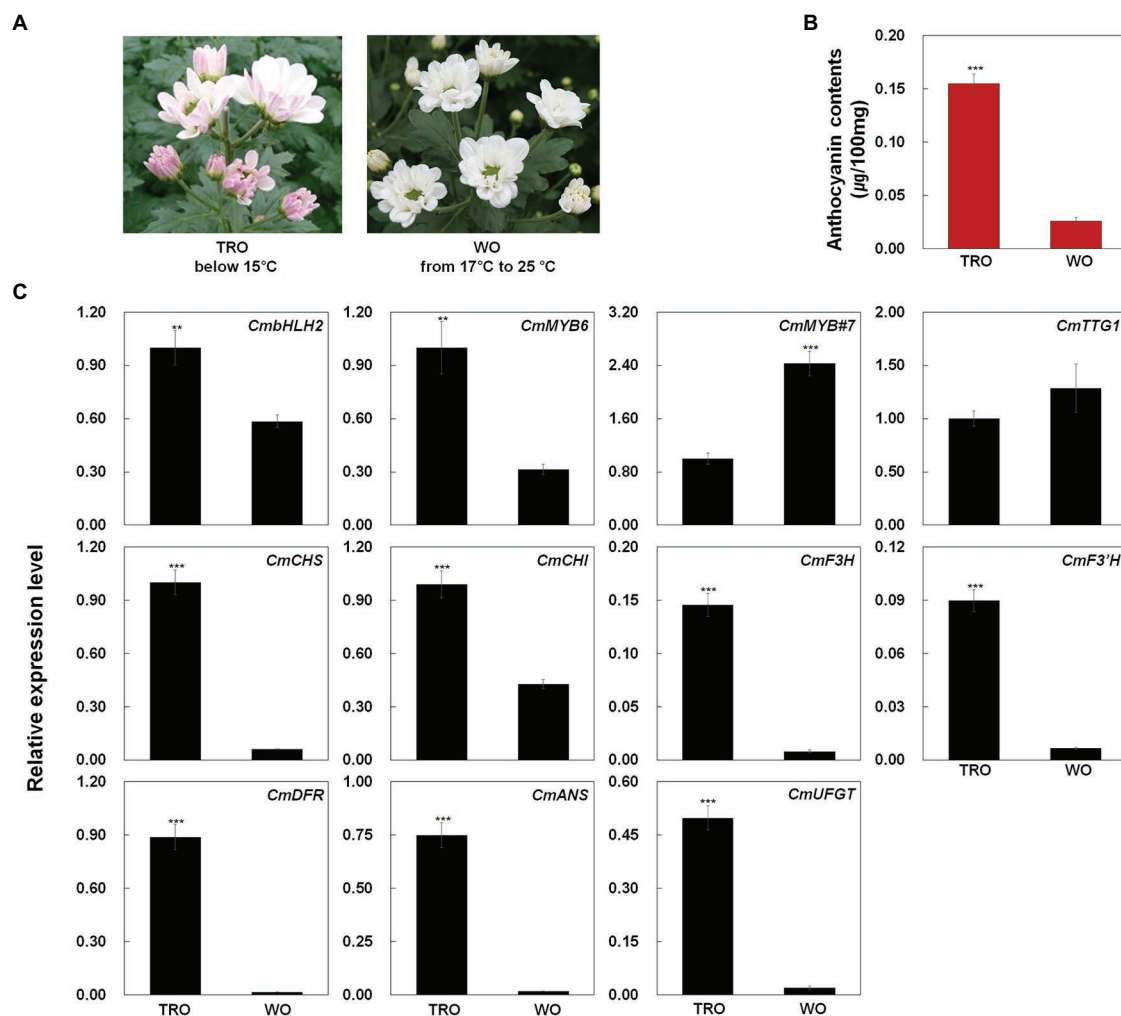 A
TRO
below 15°C
WO
from 17°C to 25 °C
B
Anthocyanin contents
(µg/100mg)
0.20
0.15
0.10
0.05
0.00
***
TRO
WO
C
Relative expression level
1.20
0.90
0.60
0.30
0.00
**
CmbHLH2
1.20
0.90
0.60
0.30
0.00
**
CmMYB6
3.20
2.40
1.60
0.80
0.00
***
CmMYB#7
2.00
1.50
1.00
0.50
0.00
CmTTG1
1.20
0.90
0.60
0.30
0.00
***
CmCHS
1.20
0.90
0.60
0.30
0.00
***
CmCHI
0.20
0.15
0.10
0.05
0.00
***
CmF3H
0.12
0.09
0.06
0.03
0.00
***
CmF3'H
TRO
WO
1.20
0.90
0.60
0.30
0.00
***
CmDFR
TRO
WO
1.00
0.75
0.50
0.25
0.00
***
CmANS
TRO
WO
0.60
0.45
0.30
0.15
0.00
***
CmUFGT
TRO
WO